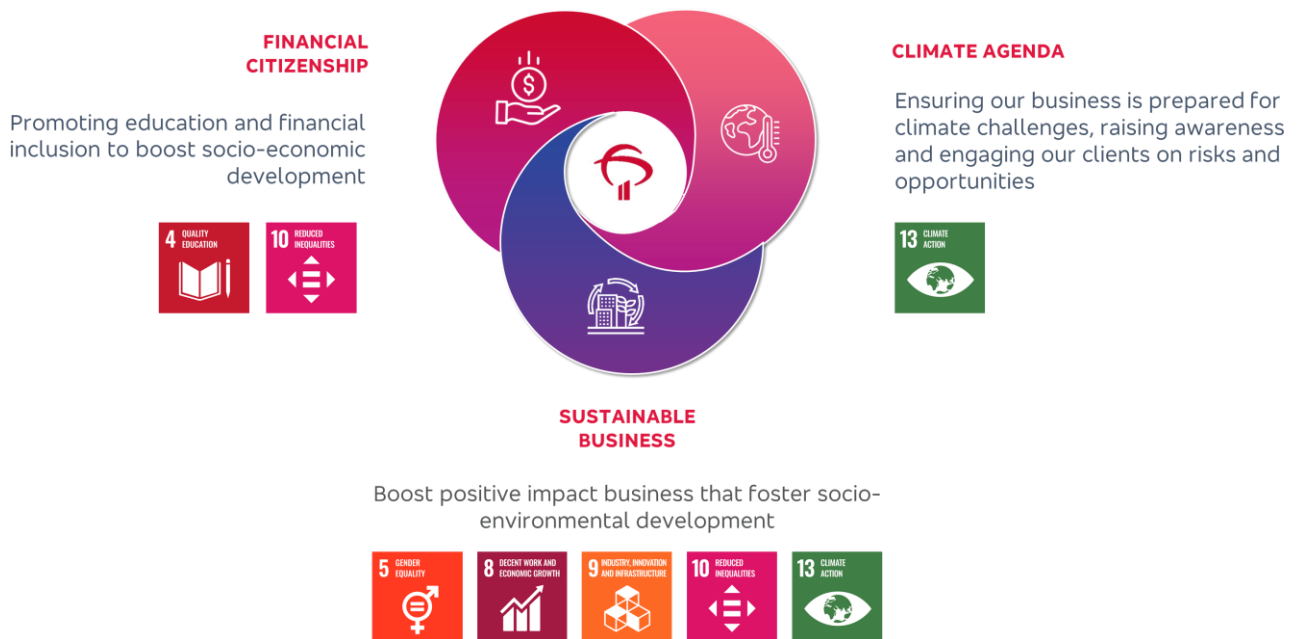 FINANCIAL
CITIZENSHIP
Promoting education and financial
inclusion to boost socio-economic
development
4 QUALITY
EDUCATION
10 REDUCED
INEQUALITIES
$
CLIMATE AGENDA
Ensuring our business is prepared for
climate challenges, raising awareness
and engaging our clients on risks and
opportunities
13 CLIMATE
ACTION
SUSTAINABLE
BUSINESS
Boost positive impact business that foster socio-
environmental development
5 GENDER
EQUALITY
8 DECENT WORK AND
ECONOMIC GROWTH
9 INDUSTRY, INNOVATION
AND INFRASTRUCTURE
10 REDUCED
INEQUALITIES
13 CLIMATE
ACTION